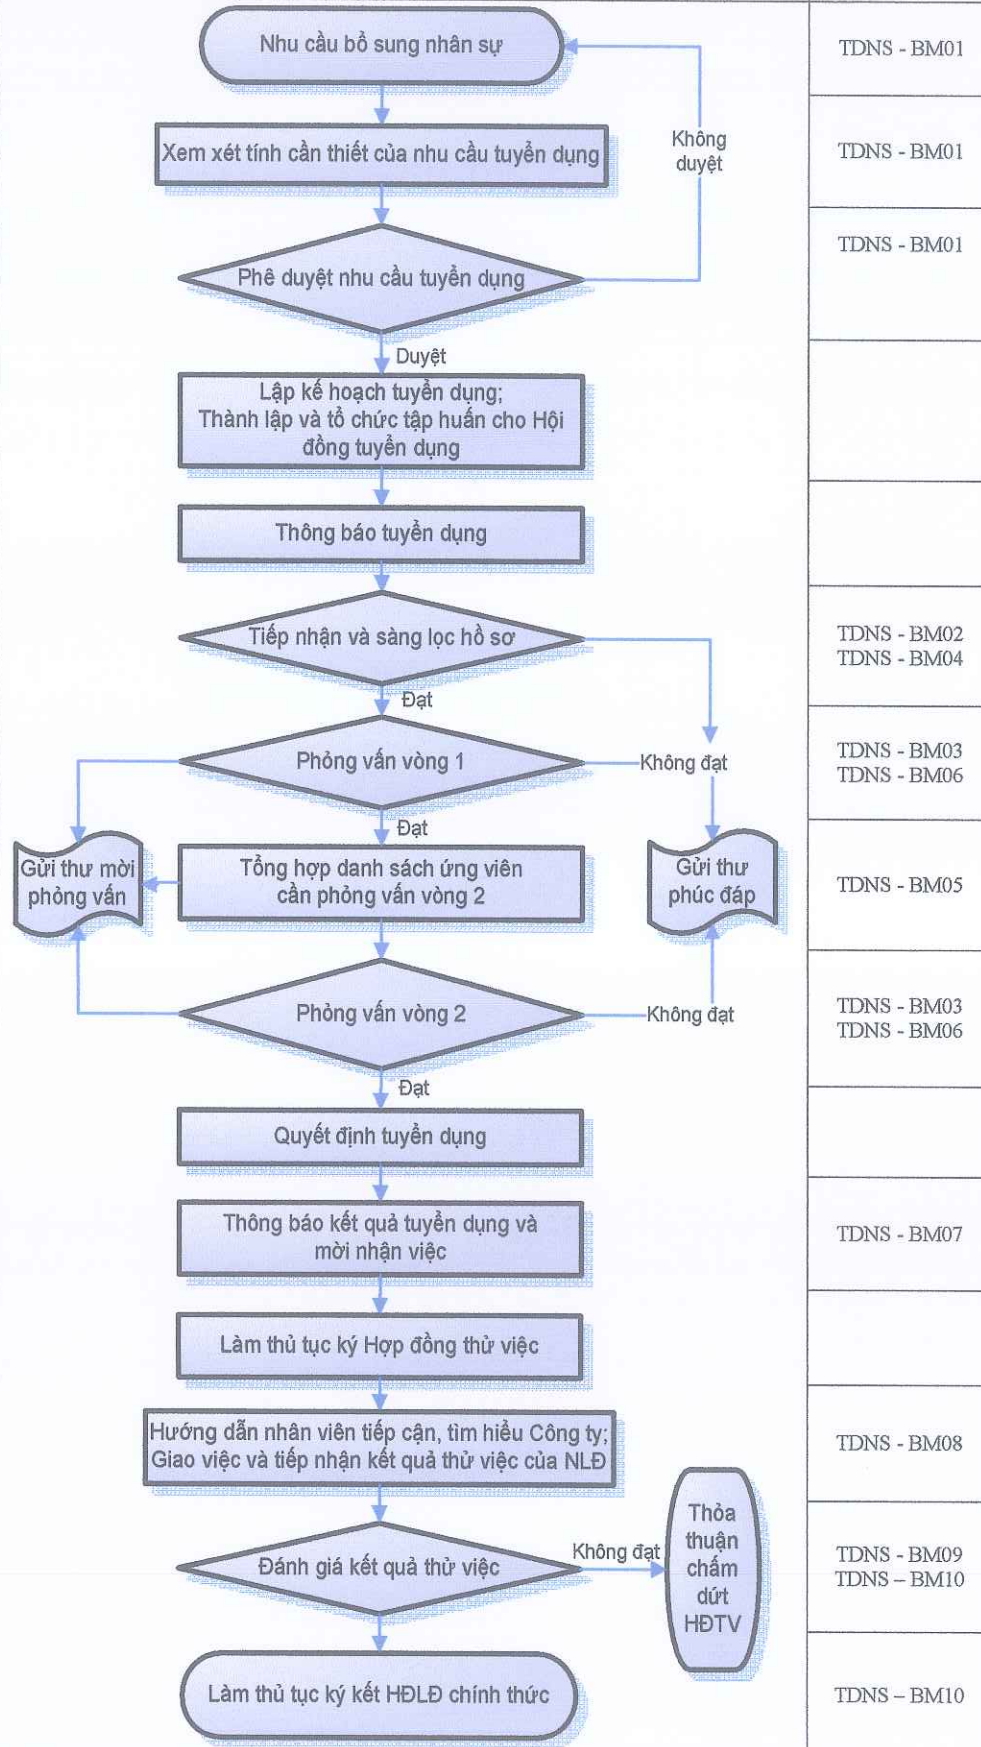 Nhu cầu bổ sung nhân sự
TDNS - BM01
Không
duyệt
Xem xét tính cần thiết của nhu cầu tuyển dụng
TDNS - BM01
Phê duyệt nhu cầu tuyển dụng
TDNS - BM01
Duyệt
Lập kế hoạch tuyển dụng;
Thành lập và tổ chức tập huấn cho Hội
đồng tuyển dụng
Thông báo tuyển dụng
Tiếp nhận và sàng lọc hồ sơ
TDNS - BM02
TDNS - BM04
Đạt
Phỏng vấn vòng 1
Không đạt
TDNS - BM03
TDNS - BM06
Đạt
Gửi thư mời
phỏng vấn
Tổng hợp danh sách ứng viên
cần phỏng vấn vòng 2
Gửi thư
phúc đáp
TDNS - BM05
Phỏng vấn vòng 2
Không đạt
TDNS - BM03
TDNS - BM06
Đạt
Quyết định tuyển dụng
Thông báo kết quả tuyển dụng và
mời nhận việc
TDNS - BM07
Làm thủ tục ký Hợp đồng thử việc
Hướng dẫn nhân viên tiếp cận, tìm hiểu Công ty;
Giao việc và tiếp nhận kết quả thử việc của NLĐ
TDNS - BM08
Đánh giá kết quả thử việc
Không đạt
Thỏa
thuận
chấm
dứt
HĐTV
TDNS - BM09
TDNS – BM10
Làm thủ tục ký kết HĐLĐ chính thức
TDNS – BM10